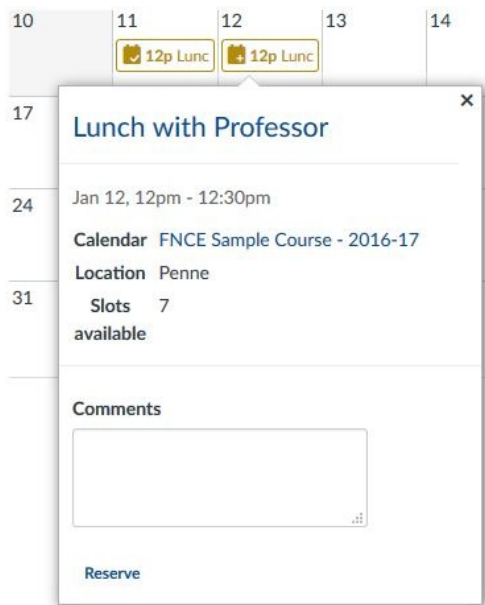 10 11 12 13 14
12p Lunc 12p Lunc
17
×
Lunch with Professor
24
Jan 12, 12pm - 12:30pm
Calendar FNCE Sample Course - 2016-17
Location Penne
31
Slots 7
available
Comments
Reserve